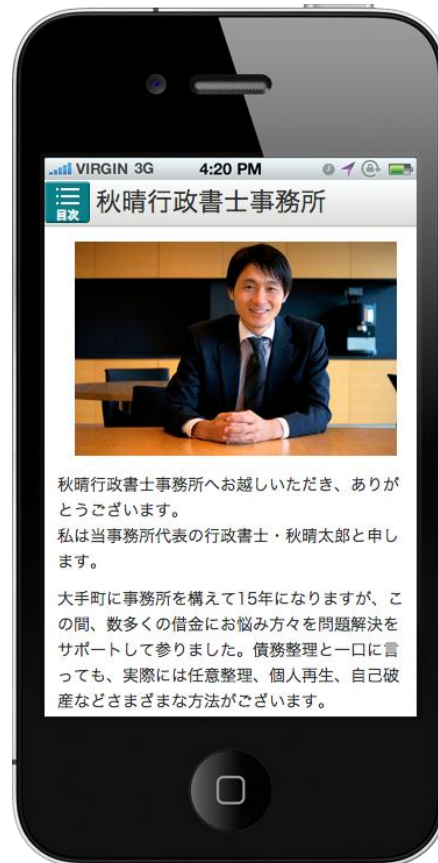 VIRGIN 3G 4:20 PM
目次
秋晴行政書士事務所
秋晴行政書士事務所へお越しいただき、ありが
とうございます。
私は当事務所代表の行政書士・秋晴太郎と申し
ます。
大手町に事務所を構えて15年になりますが、こ
の間、数多くの借金にお悩み方々を問題解決を
サポートして参りました。債務整理と一口に言
っても、実際には任意整理、個人再生、自己破
産などさまざまな方法がございます。